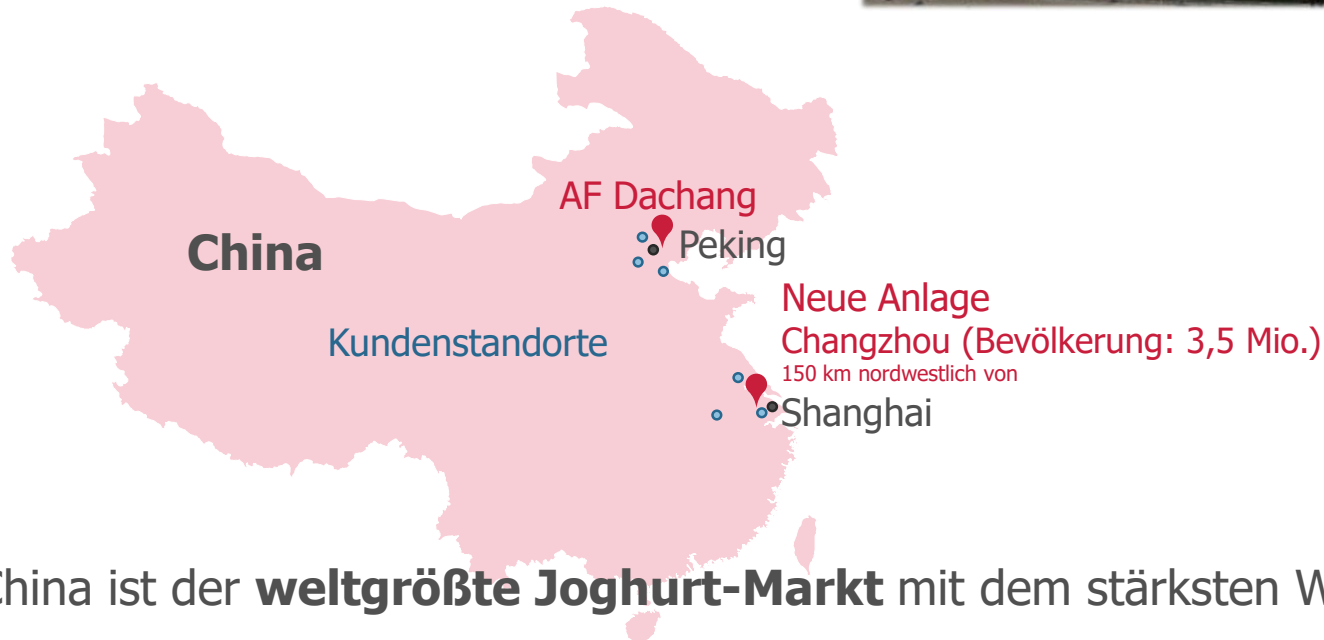 AF Dachang
Peking
China
Neue Anlage
Kundenstandorte
Changzhou (Bevölkerung: 3,5 Mio.)
150 km nordwestlich von
Shanghai
China ist der weltgrößte Joghurt-Markt mit dem stärksten W